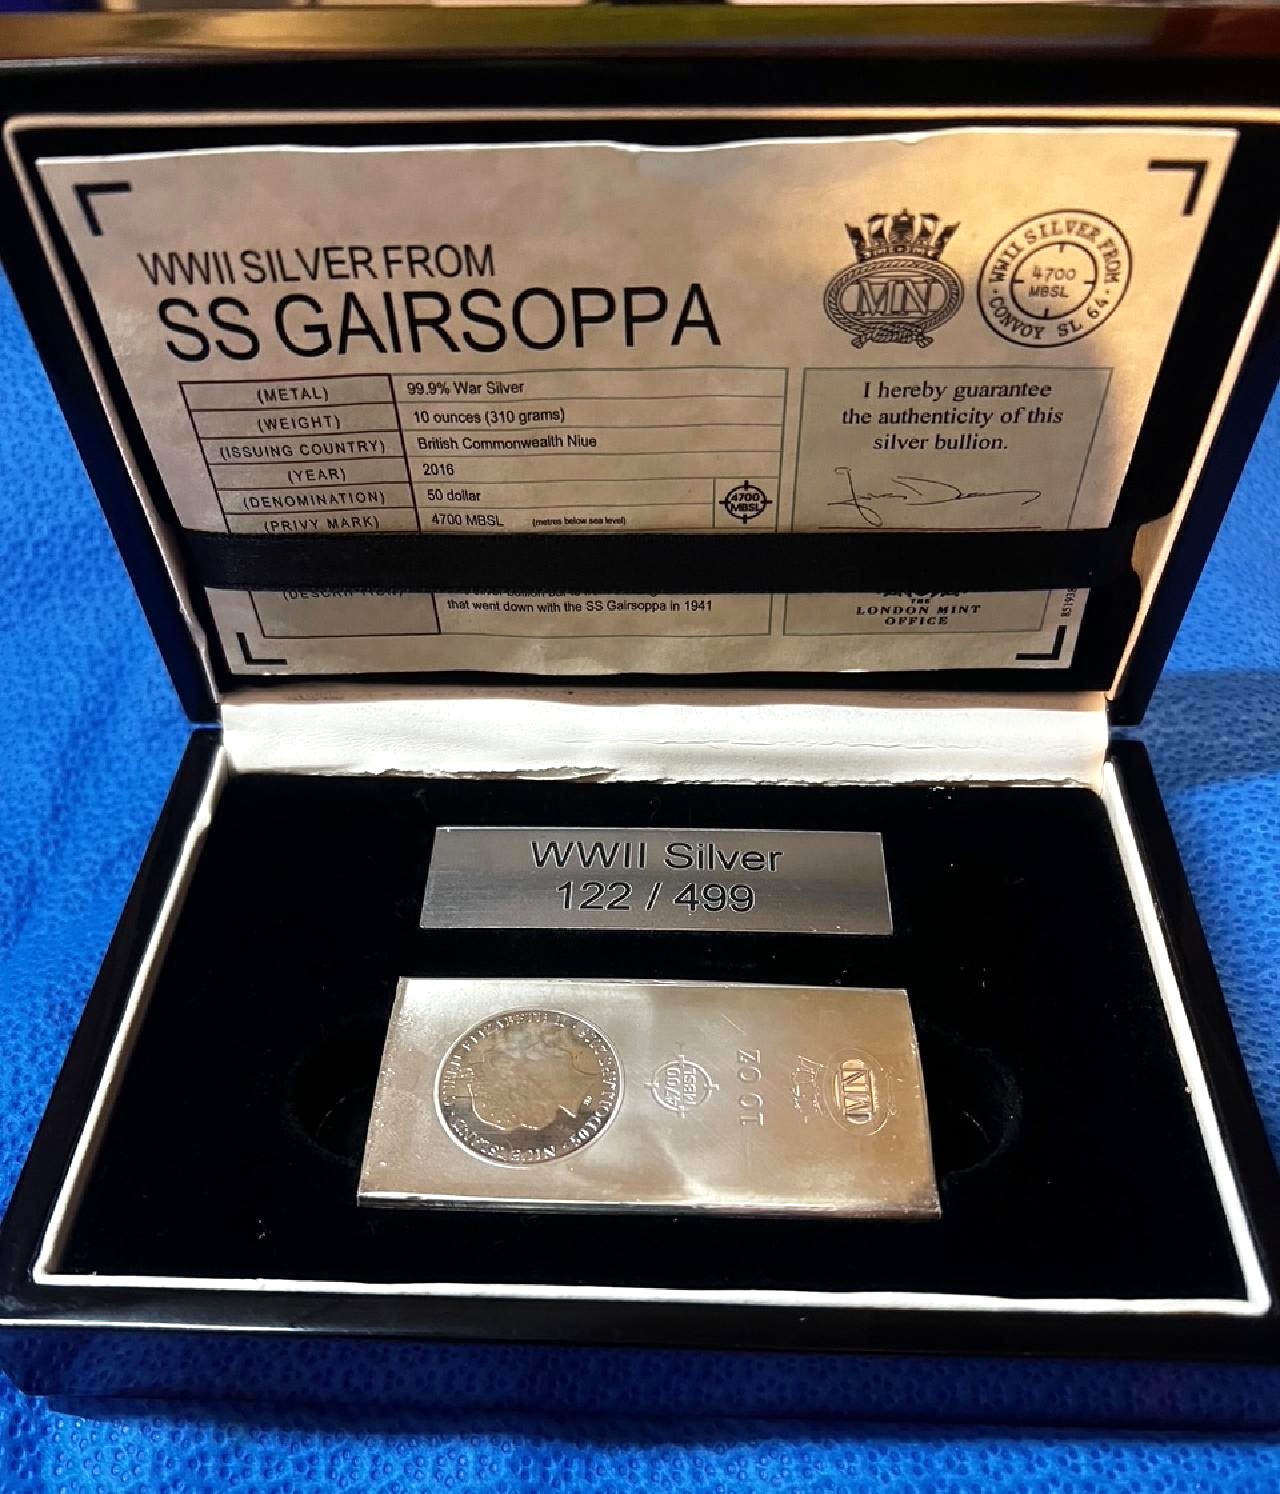 WWII SILVER FROM
SS GAIRSOPPA
MN
WWII SILVER FROM
4700
MBSL
· CONVOY SL 64 ·
(METAL) 99.9% War Silver
(WEIGHT) 10 ounces (310 grams)
(ISSUING COUNTRY) British Commonwealth Niue
(YEAR) 2016
(DENOMINATION) 50 dollar
(PRIVY MARK) 4700 MBSL (metres below sea level)
4700
MBSL
(DESCRIPTION)
that went down with the SS Gairsoppa in 1941
I hereby guarantee
the authenticity of this
silver bullion.
THE
LONDON MINT
OFFICE
WWII Silver
122 / 499
4700
MBSL
10 OZ
MN